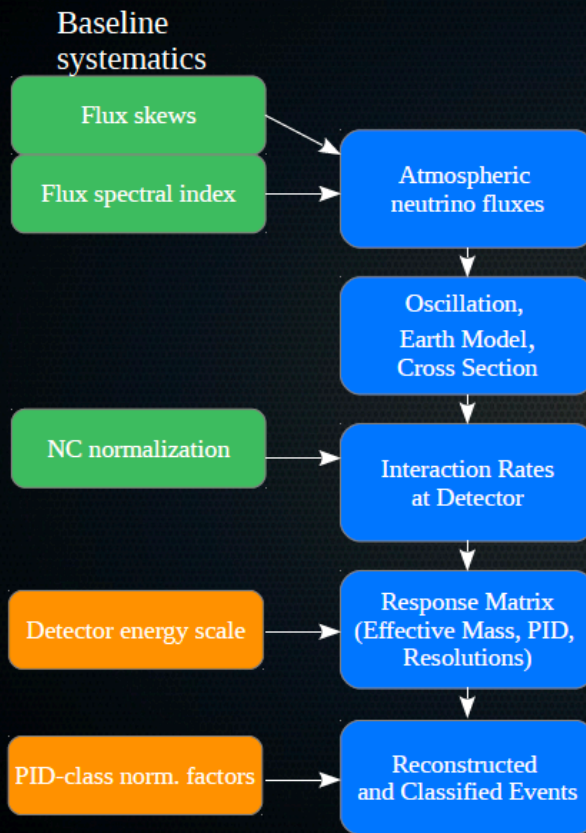 Baseline
systematics
Flux skews
Flux spectral index
Atmospheric
neutrino fluxes
Oscillation,
Earth Model,
Cross Section
NC normalization
Interaction Rates
at Detector
Detector energy scale
Response Matrix
(Effective Mass, PID,
Resolutions)
PID-class norm. factors
Reconstructed
and Classified Events